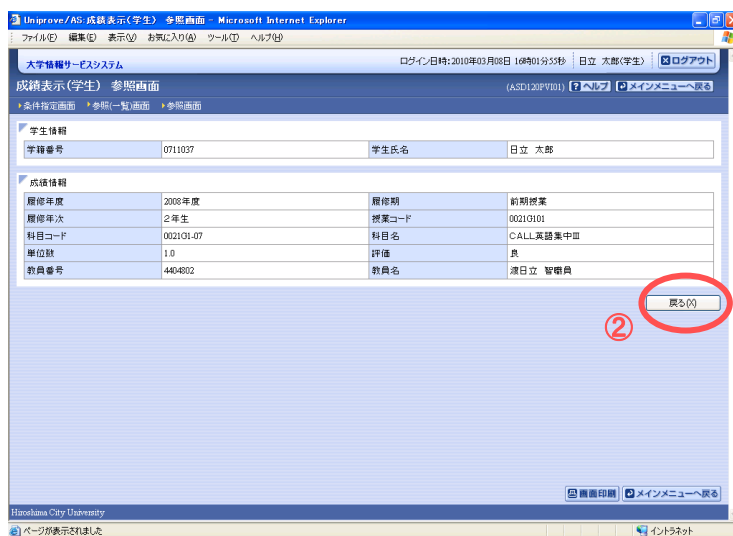 Uniprove/AS:成績表示(学生) 参照画面 - Microsoft Internet Explorer
ファイル(F) 編集(E) 表示(V) お気に入り(A) ツール(T) ヘルプ(H)
大学情報サービスシステム ログイン日時:2010年03月08日 16時01分55秒 日立 太郎(学生) ログアウト
成績表示(学生) 参照画面 (ASD120PVI01) ?ヘルプ メインメニューへ戻る
条件指定画面 参照(一覧)画面 参照画面
学生情報
学籍番号 0711037 学生氏名 日立 太郎
成績情報
履修年度 2008年度 履修期 前期授業
履修年次 2年生 授業コード 0021G101
科目コード 0021G1-07 科目名 CALL英語集中Ⅲ
単位数 1.0 評価 良
教員番号 4404802 教員名 渡日立 智職員
戻る(X)
②
画面印刷 メインメニューへ戻る
Hiroshima City University
ページが表示されました イントラネット